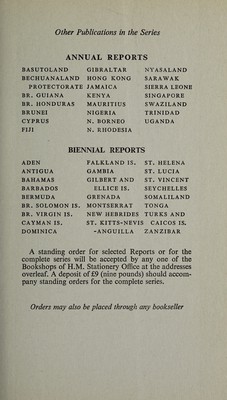 Other Publications in the Series
ANNUAL REPORTS
BASUTOLAND GIBRALTAR NYASALAND
BECHUANALAND HONG KONG SARAWAK
PROTECTORATE JAMAICA SIERRA LEONE
BR. GUIANA KENYA SINGAPORE
BR. HONDURAS MAURITIUS SWAZILAND
BRUNEI NIGERIA TRINIDAD
CYPRUS N. BORNEO UGANDA
FIJI N. RHODESIA
BIENNIAL REPORTS
ADEN FALKLAND IS. ST. HELENA
ANTIGUA GAMBIA ST. LUCIA
BAHAMAS GILBERT AND ST. VINCENT
BARBADOS ELLICE IS. SEYCHELLES
BERMUDA GRENADA SOMALILAND
BR. SOLOMON IS. MONTSERRAT TONGA
BR. VIRGIN IS. NEW HEBRIDES TURKS AND
CAYMAN IS. ST. KITTS-NEVIS CAICOS IS.
DOMINICA -ANGUILLA ZANZIBAR
A standing order for selected Reports or for the
complete series will be accepted by any one of the
Bookshops of H.M. Stationery Office at the addresses
overleaf. A deposit of £9 (nine pounds) should accom-
pany standing orders for the complete series.
Orders may also be placed through any bookseller